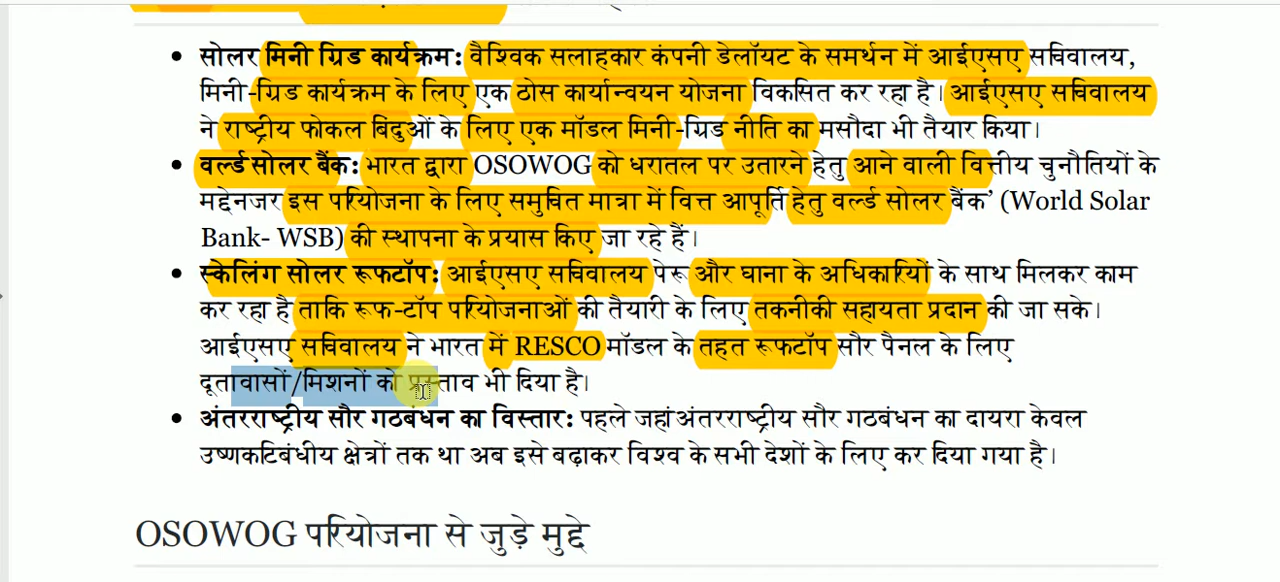 • सोलर मिनी ग्रिड कार्यक्रम: वैश्विक सलाहकार कंपनी डेलॉयट के समर्थन में आईएसए सचिवालय,
मिनी-ग्रिड कार्यक्रम के लिए एक ठोस कार्यान्वयन योजना विकसित कर रहा है। आईएसए सचिवालय
ने राष्ट्रीय फोकल बिंदुओं के लिए एक मॉडल मिनी-ग्रिड नीति का मसौदा भी तैयार किया।
• वर्ल्ड सोलर बैंक: भारत द्वारा OSOWOG को धरातल पर उतारने हेतु आने वाली वित्तीय चुनौतियों के
मद्देनजर इस परियोजना के लिए समुचित मात्रा में वित्त आपूर्ति हेतु वर्ल्ड सोलर बैंक’ (World Solar
Bank- WSB) की स्थापना के प्रयास किए जा रहे हैं।
• स्केलिंग सोलर रूफटॉप: आईएसए सचिवालय पेरू और घाना के अधिकारियों के साथ मिलकर काम
कर रहा है ताकि रूफ-टॉप परियोजनाओं की तैयारी के लिए तकनीकी सहायता प्रदान की जा सके।
आईएसए सचिवालय ने भारत में RESCO मॉडल के तहत रूफटॉप सौर पैनल के लिए
दूतावासों/मिशनों को प्रस्ताव भी दिया है।
• अंतरराष्ट्रीय सौर गठबंधन का विस्तार: पहले जहांअंतरराष्ट्रीय सौर गठबंधन का दायरा केवल
उष्णकटिबंधीय क्षेत्रों तक था अब इसे बढ़ाकर विश्व के सभी देशों के लिए कर दिया गया है।
OSOWOG परियोजना से जुड़े मुद्दे